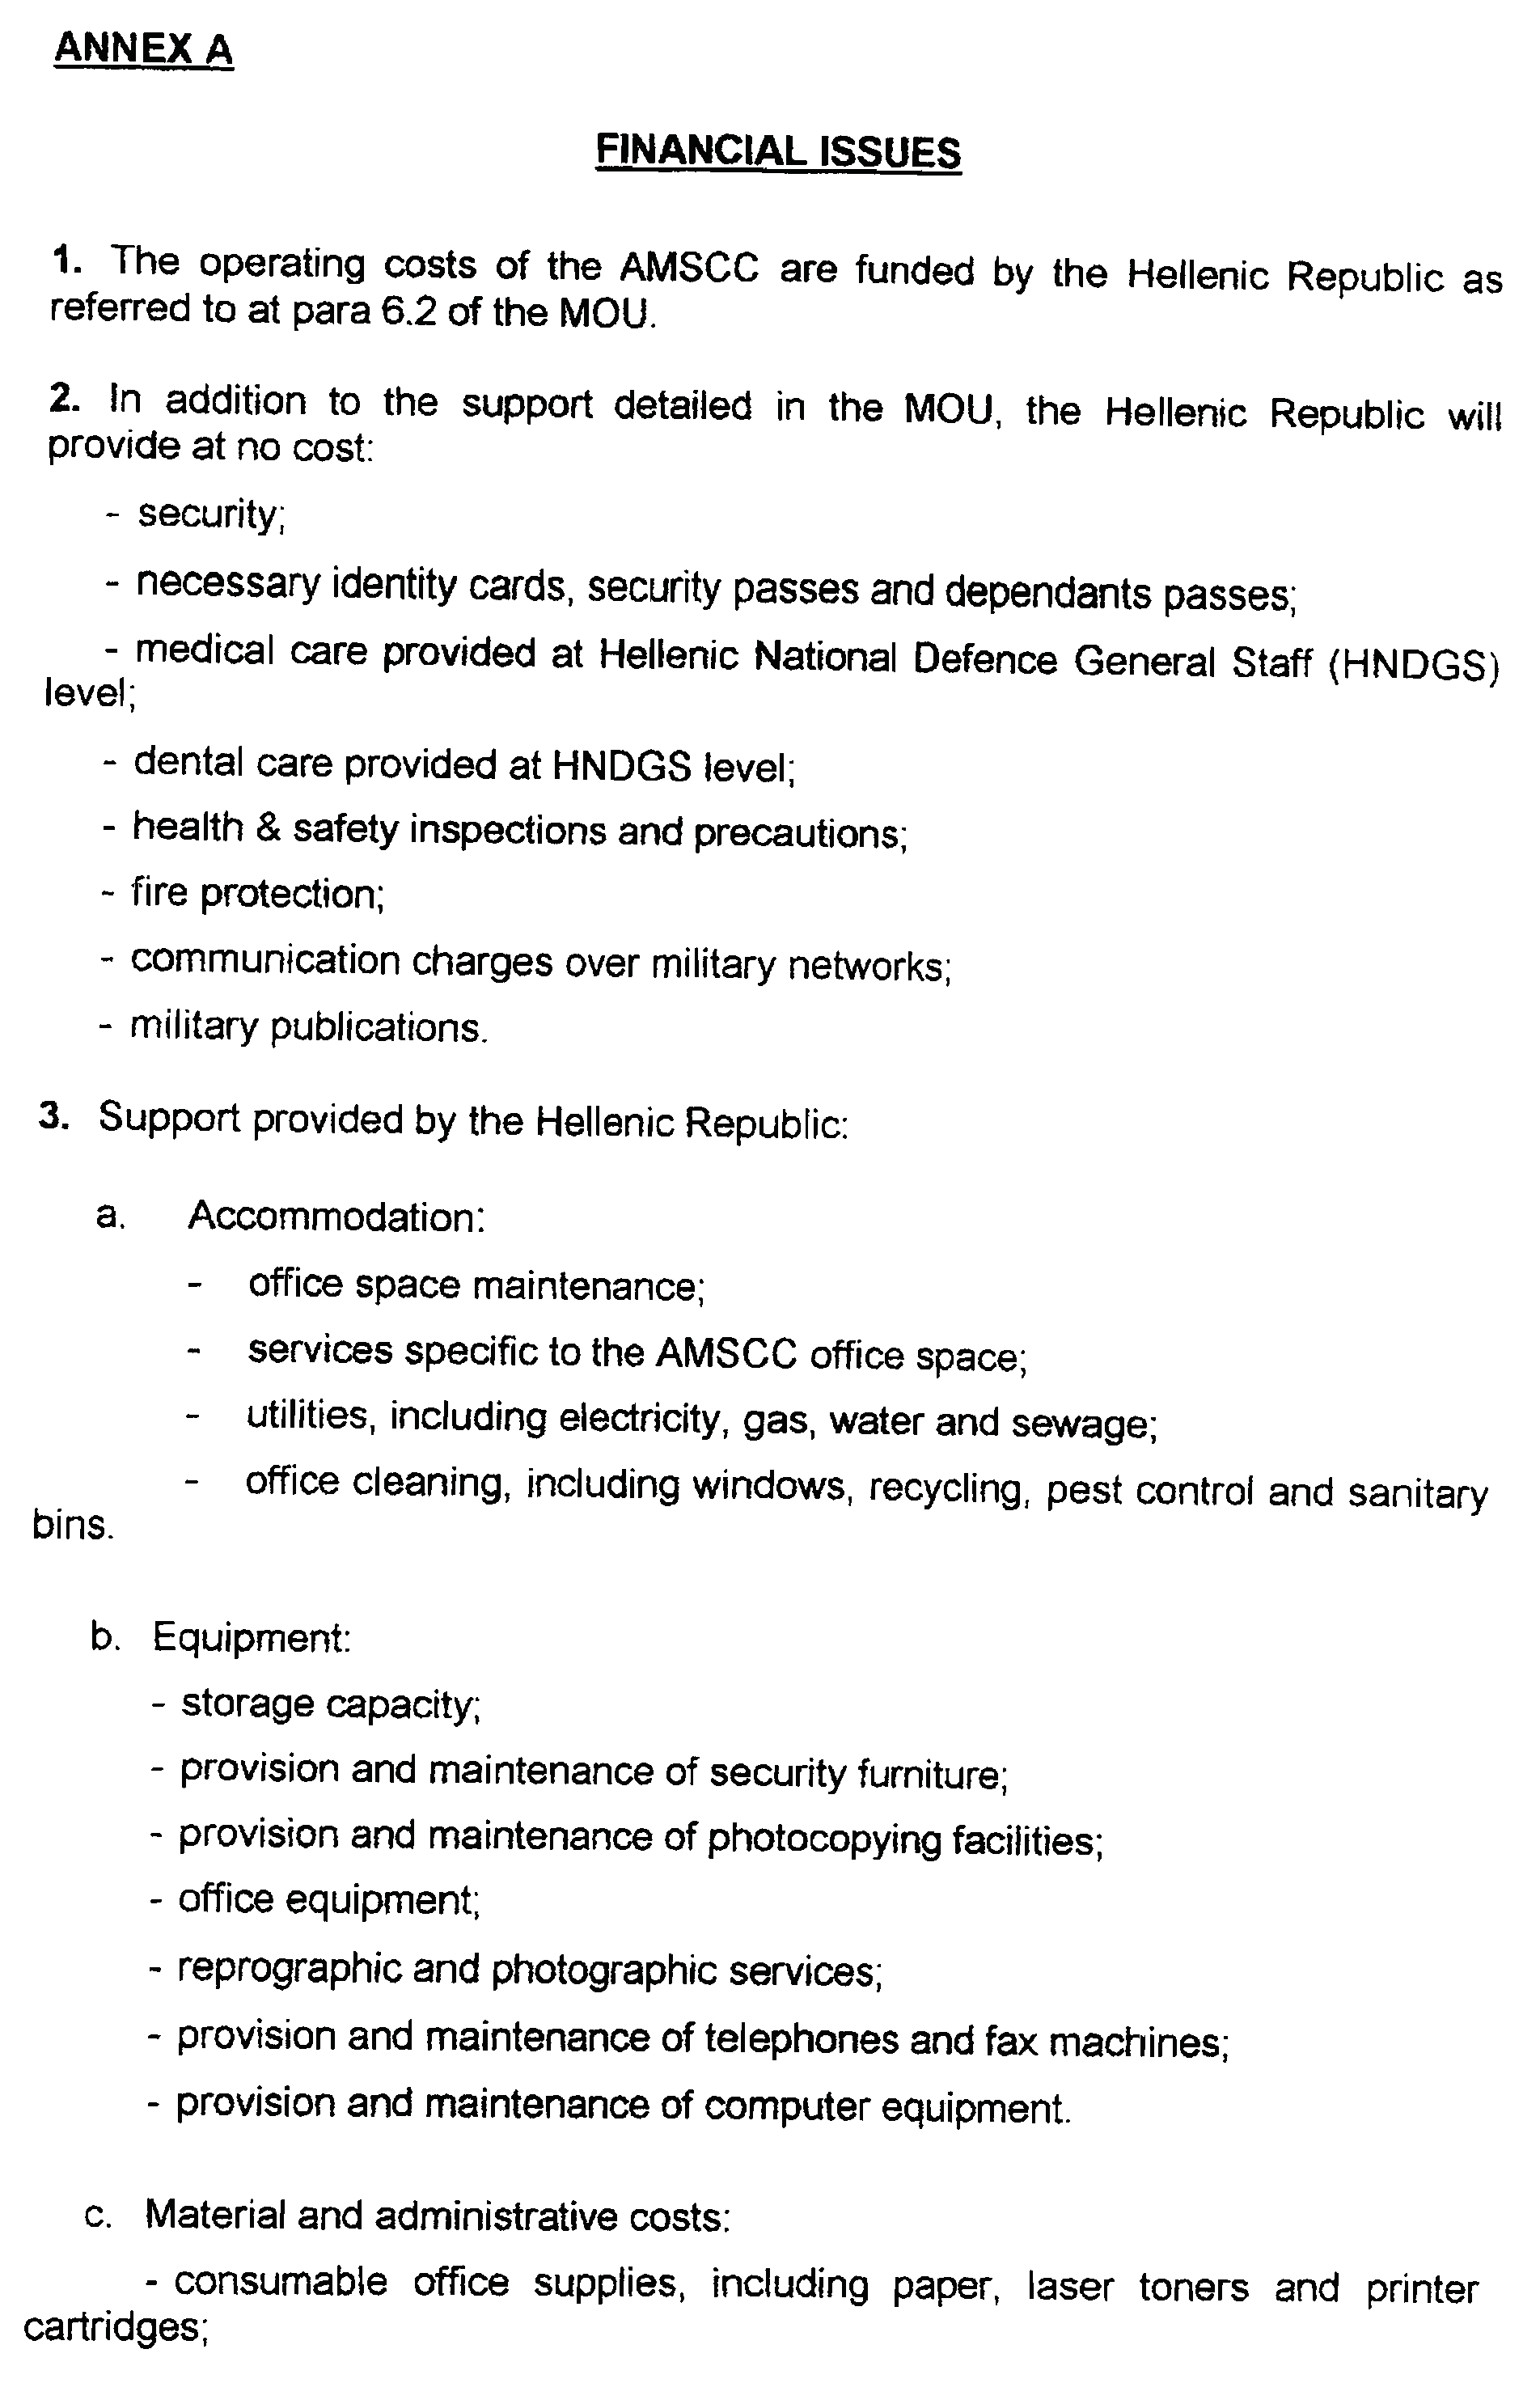 ANNEX A
FINANCIAL ISSUES
1. The operating costs of the AMSCC are funded by the Hellenic Republic as
referred to at para 6.2 of the MOU.
2. In addition to the support detailed in the MOU, the Hellenic Republic will
provide at no cost:
- security;
- necessary identity cards, security passes and dependants passes;
- medical care provided at Hellenic National Defence General Staff (HNDGS)
level;
- dental care provided at HNDGS level;
- health & safety inspections and precautions;
- fire protection;
- communication charges over military networks;
- military publications.
3. Support provided by the Hellenic Republic:
a. Accommodation:
- office space maintenance;
- services specific to the AMSCC office space;
- utilities, including electricity, gas, water and sewage;
- office cleaning, including windows, recycling, pest control and sanitary
bins.
b. Equipment:
- storage capacity;
- provision and maintenance of security furniture;
- provision and maintenance of photocopying facilities;
- office equipment;
- reprographic and photographic services;
- provision and maintenance of telephones and fax machines;
- provision and maintenance of computer equipment.
c. Material and administrative costs:
- consumable office supplies, including paper, laser toners and printer
cartridges;